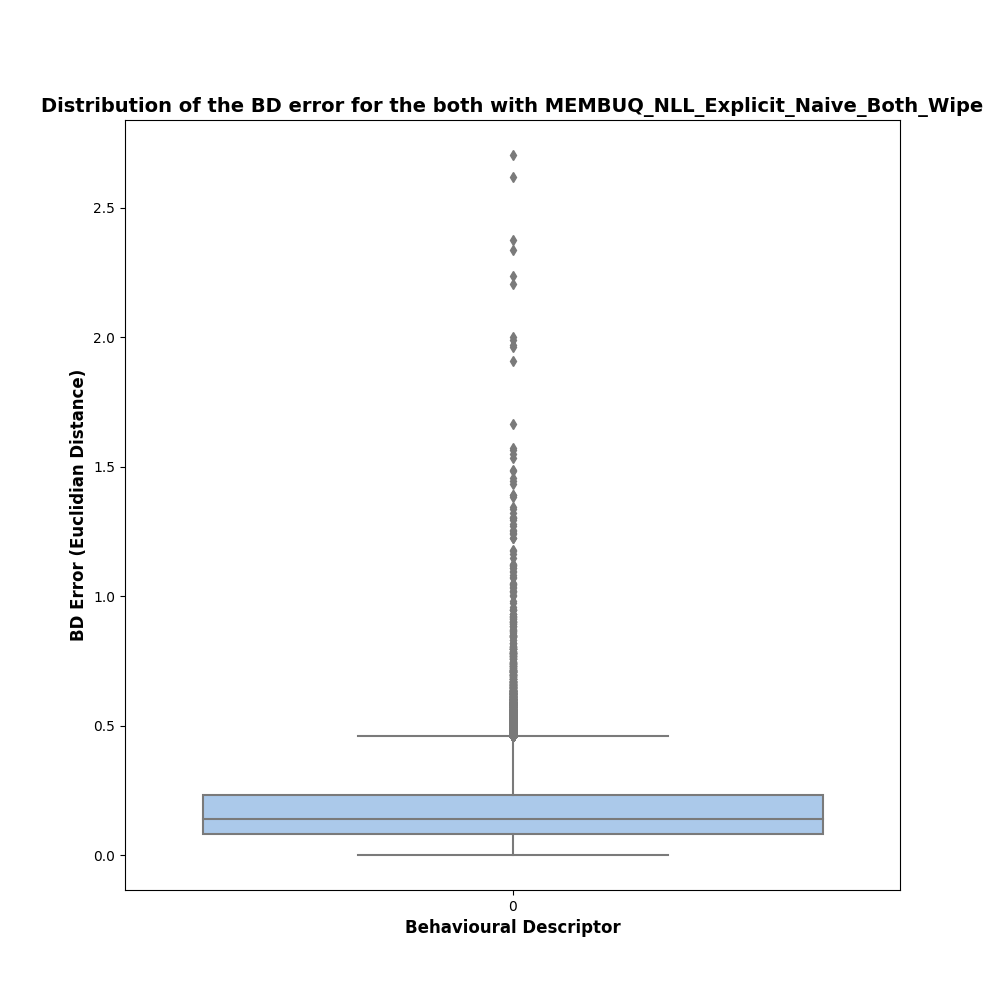 Distribution of the BD error for the both with MEMBUQ_NLL_Explicit_Naive_Both_Wipe
2.5
2.0
1.5
1.0
0.5
0.0
BD Error (Euclidian Distance)
0
Behavioural Descriptor